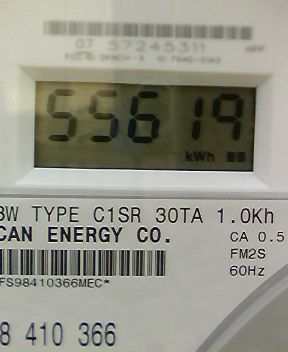 07 57245311
55619
kWh
3W TYPE C1SR 30TA 1.0Kh
CAN ENERGY CO.
CA 0.5
FM2S
60Hz
FS98410366MEC*
8 410 366